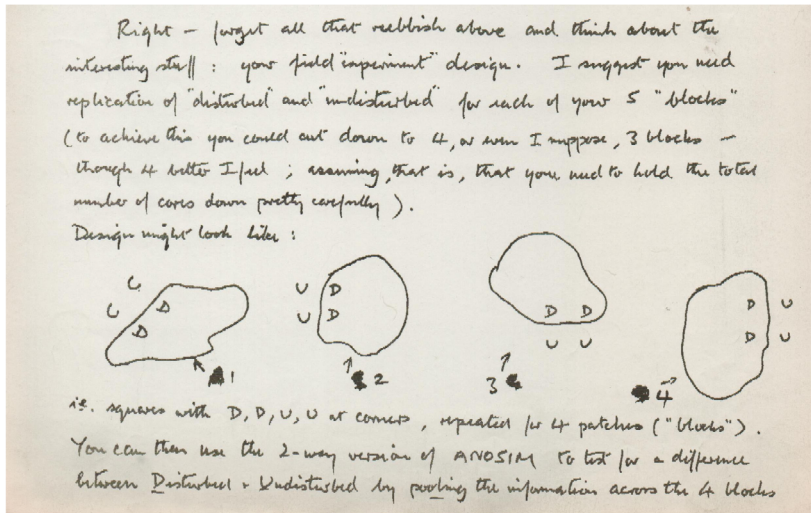 Right - forget all that rubbish above and think about the
interesting stuff : your field "experiment" design. I suggest you need
replication of "disturbed" and "undisturbed" for each of your 5 "blocks"
(to achieve this you could cut down to 4, or even I suppose, 3 blocks -
though 4 better I feel ; assuming, that is, that you need to hold the total
number of cores down pretty carefully ).
Design might look like :
U U D D
U D
U D
D D
U U
D U
D U
1
2
3
4
ie. squares with D, D, U, U at corners, repeated for 4 patches ("blocks").
You can then use the 2-way version of ANOSIM to test for a difference
between Disturbed + Undisturbed by pooling the information across the 4 blocks